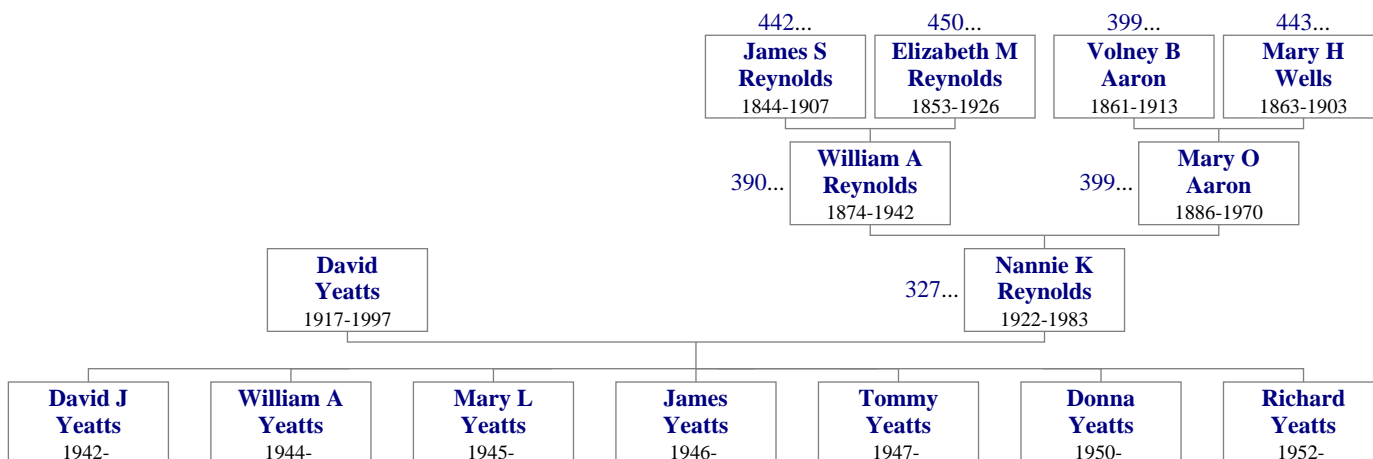 442... 450... 399... 443...
James S Elizabeth M Volney B Mary H
Reynolds Reynolds Aaron Wells
1844-1907 1853-1926 1861-1913 1863-1903
William A Mary O
390... Reynolds 399... Aaron
1874-1942 1886-1970
David Nannie K
Yeatts 327... Reynolds
1917-1997 1922-1983
David J William A Mary L James Tommy Donna Richard
Yeatts Yeatts Yeatts Yeatts Yeatts Yeatts Yeatts
1942- 1944- 1945- 1946- 1947- 1950- 1952-